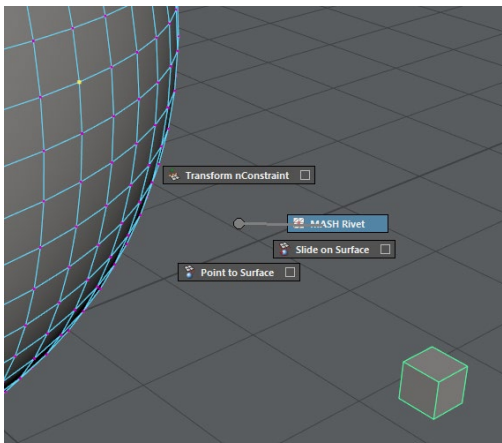 Transform nConstraint
MASH Rivet
Slide on Surface
Point to Surface